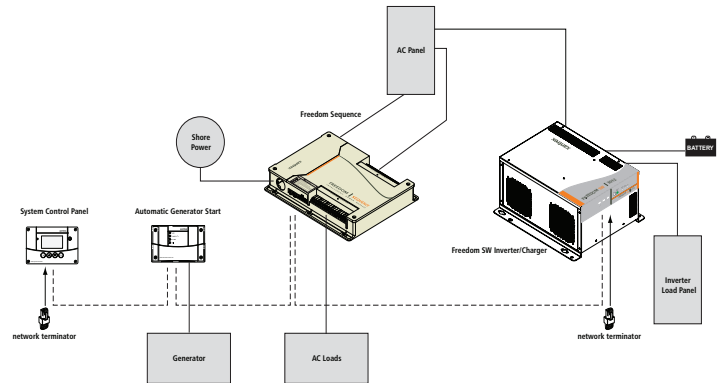 AC Panel
Freedom Sequence
Shore
Power
BATTERY
System Control Panel
Automatic Generator Start
Freedom SW Inverter/Charger
Inverter
Load Panel
network terminator
network terminator
Generator
AC Loads